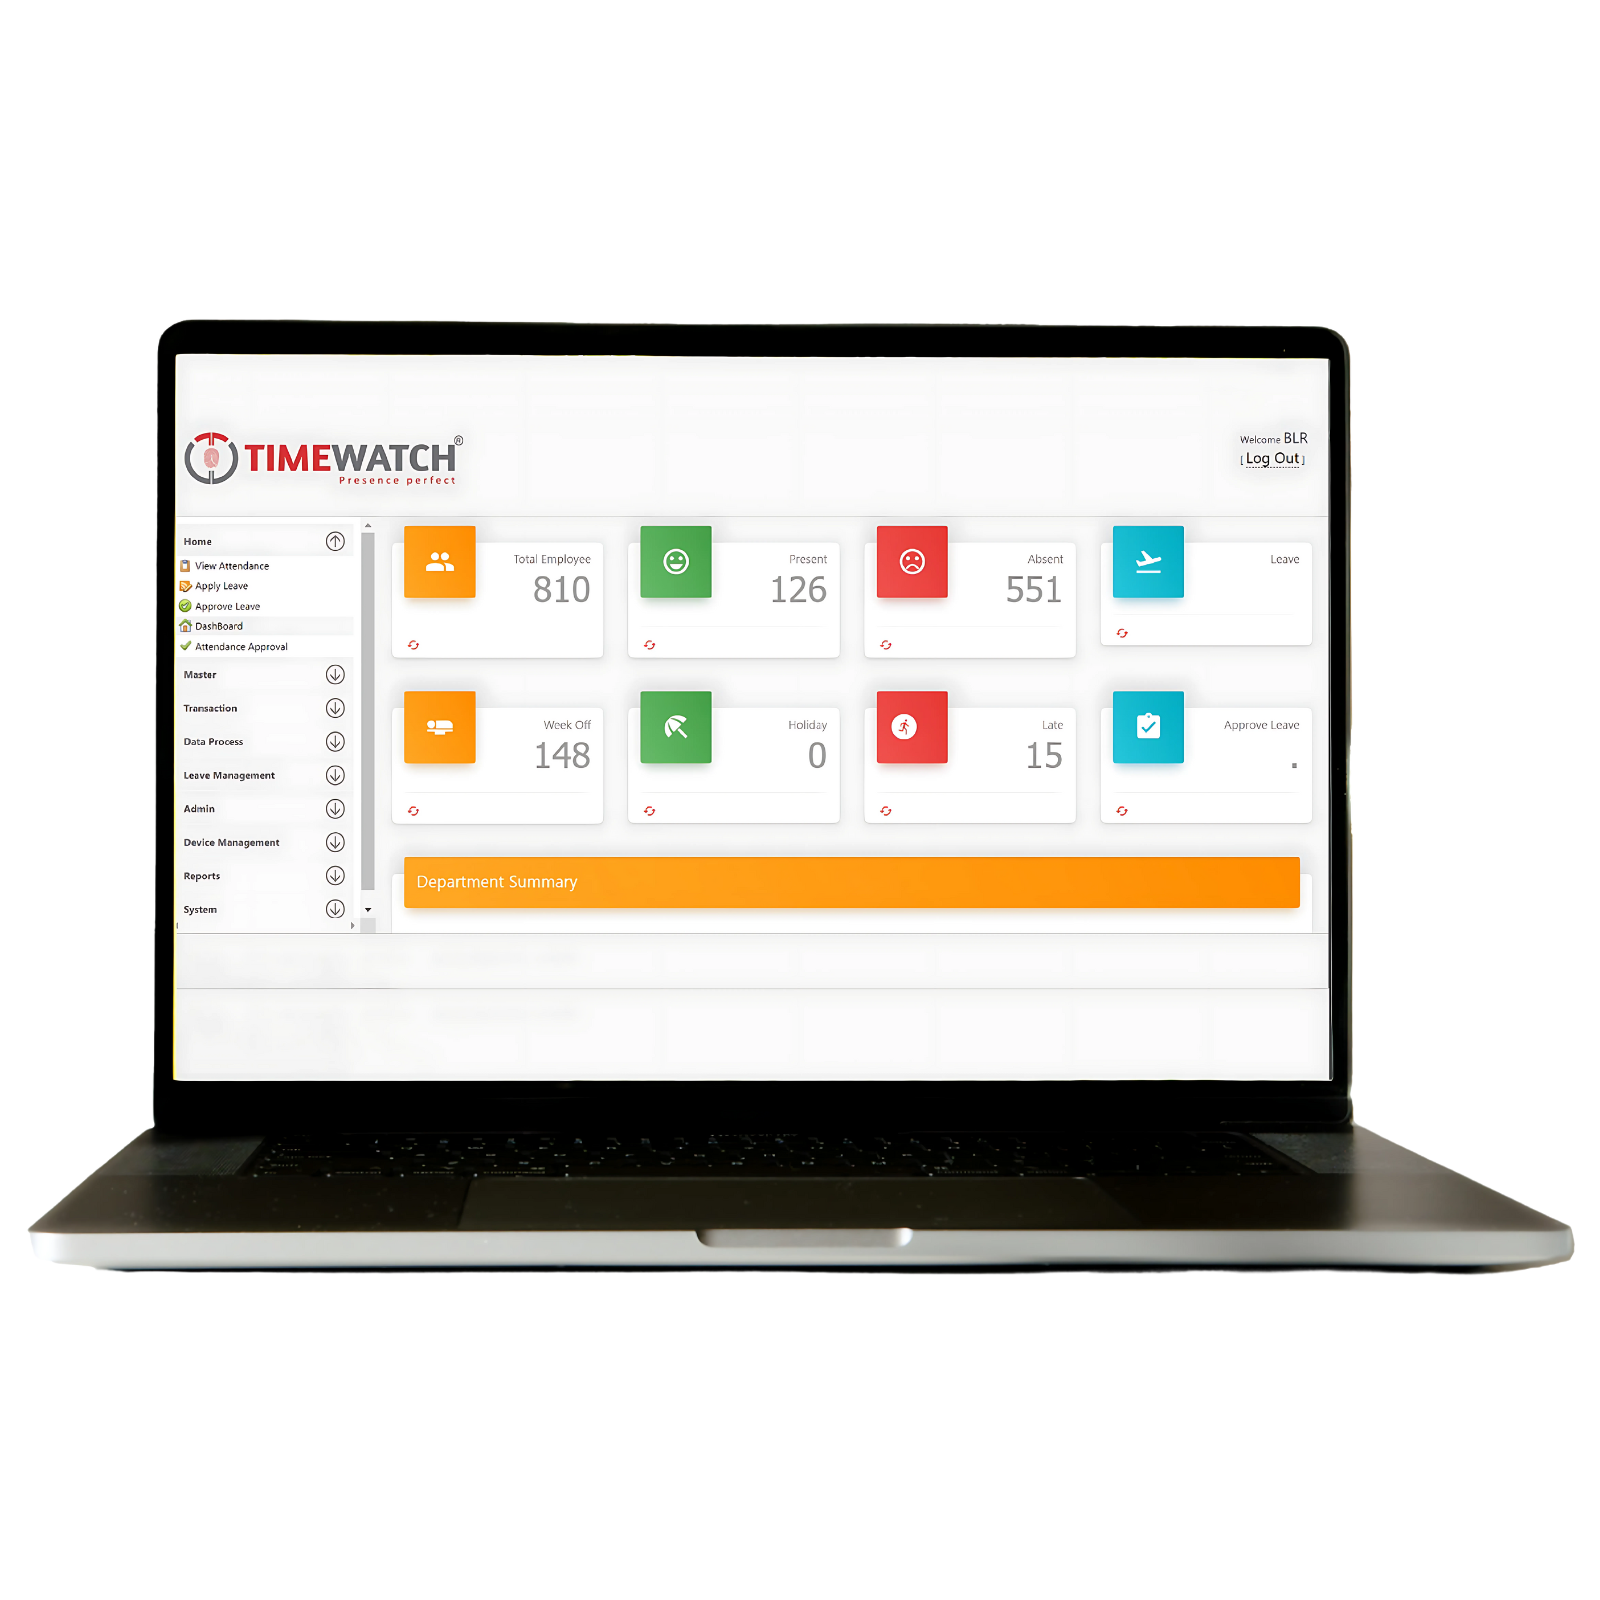 TIMEWATCH®
Presence perfect
Welcome BLR
[ Log Out ]
Home
View Attendance
Apply Leave
Approve Leave
DashBoard
Attendance Approval
Master
Transaction
Data Process
Leave Management
Admin
Device Management
Reports
System
Total Employee
810
Present
126
Absent
551
Leave
Week Off
148
Holiday
0
Late
15
Approve Leave
.
Department Summary